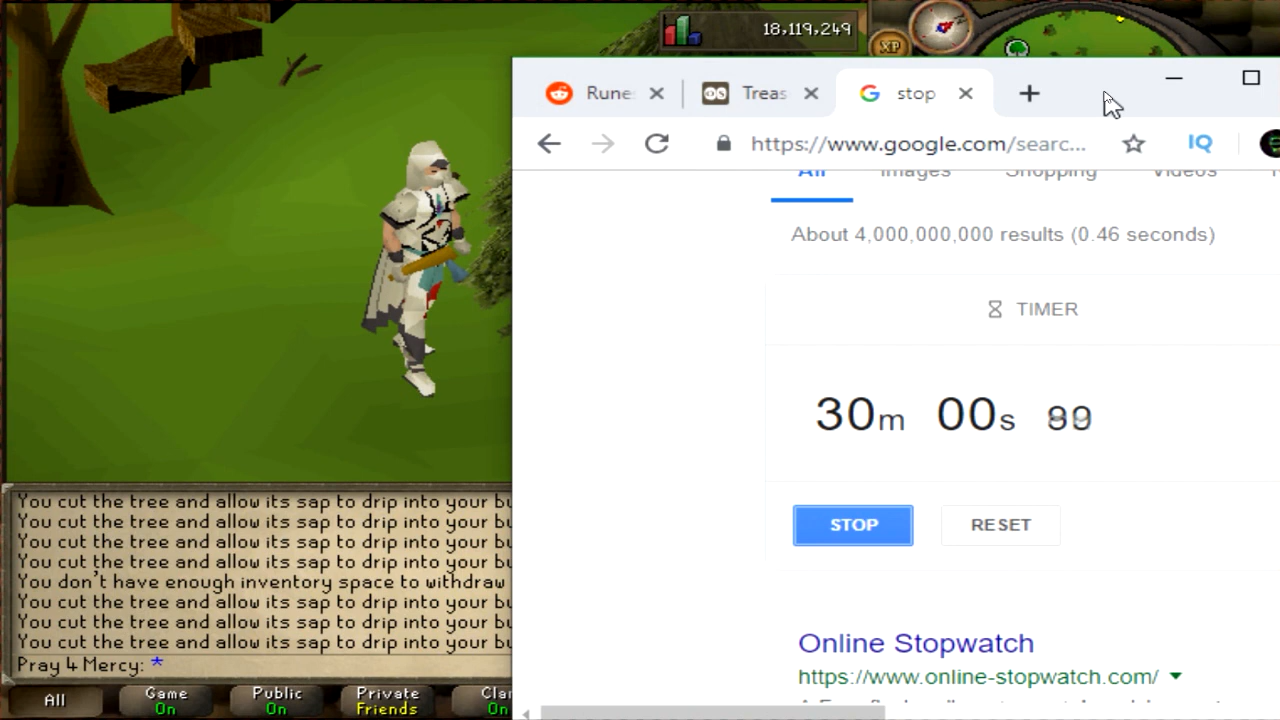 18,119,249
XP
Rune
Treas
stop
https://www.google.com/searc...
IQ
All Images Shopping Videos
About 4,000,000,000 results (0.46 seconds)
TIMER
30m 00s
STOP RESET
Online Stopwatch
https://www.online-stopwatch.com/
You cut the tree and allow its sap to drip into your bu
You cut the tree and allow its sap to drip into your bu
You cut the tree and allow its sap to drip into your bu
You cut the tree and allow its sap to drip into your bu
You don't have enough inventory space to withdraw
You cut the tree and allow its sap to drip into your bu
You cut the tree and allow its sap to drip into your bu
You cut the tree and allow its sap to drip into your bu
Pray 4 Mercy: *
All Game Public Private Clan
On On Friends On